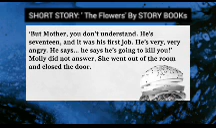 SHORT STORY: ' The Flowers' By STORY BOOKs
'But Mother, you don't understand. He's
seventeen, and it was his first job. He's very, very
angry. He says... he says he's going to kill you!'
Molly did not answer. She went out of the room
and closed the door.